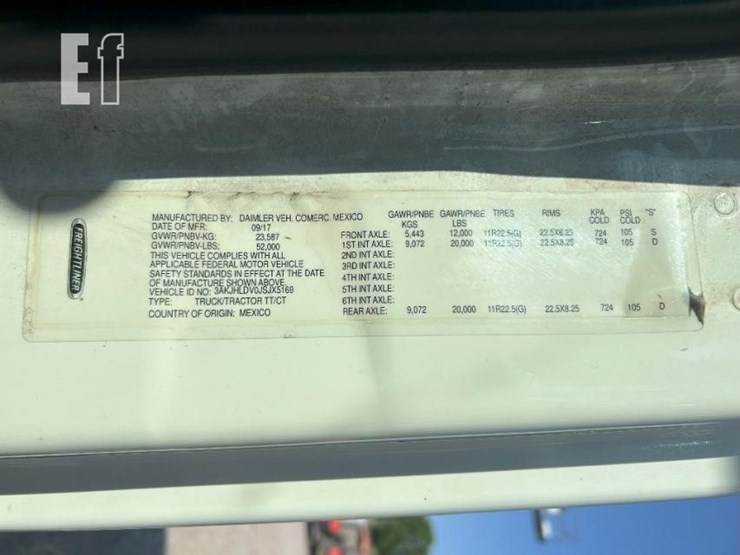 Ef
FREIGHTLINER
MANUFACTURED BY: DAIMLER VEH. COMERC. MEXICO
DATE OF MFR: 09/17
GVWR/PNBV-KG: 23,587
GVWR/PNBV-LBS: 52,000
THIS VEHICLE COMPLIES WITH ALL
APPLICABLE FEDERAL MOTOR VEHICLE
SAFETY STANDARDS IN EFFECT AT THE DATE
OF MANUFACTURE SHOWN ABOVE.
VEHICLE ID NO: 3AKJHLDV0JSJX5169
TYPE: TRUCK/TRACTOR TT/CT
COUNTRY OF ORIGIN: MEXICO
GAWR/PNBE GAWR/PNBE TIRES RIMS KPA PSI "S"
KGS LBS COLD COLD
FRONT AXLE: 5,443 12,000 11R22.5(G) 22.5X8.25 724 105 S
1ST INT AXLE: 9,072 20,000 11R22.5(G) 22.5X8.25 724 105 D
2ND INT AXLE:
3RD INT AXLE:
4TH INT AXLE:
5TH INT AXLE:
6TH INT AXLE:
REAR AXLE: 9,072 20,000 11R22.5(G) 22.5X8.25 724 105 D